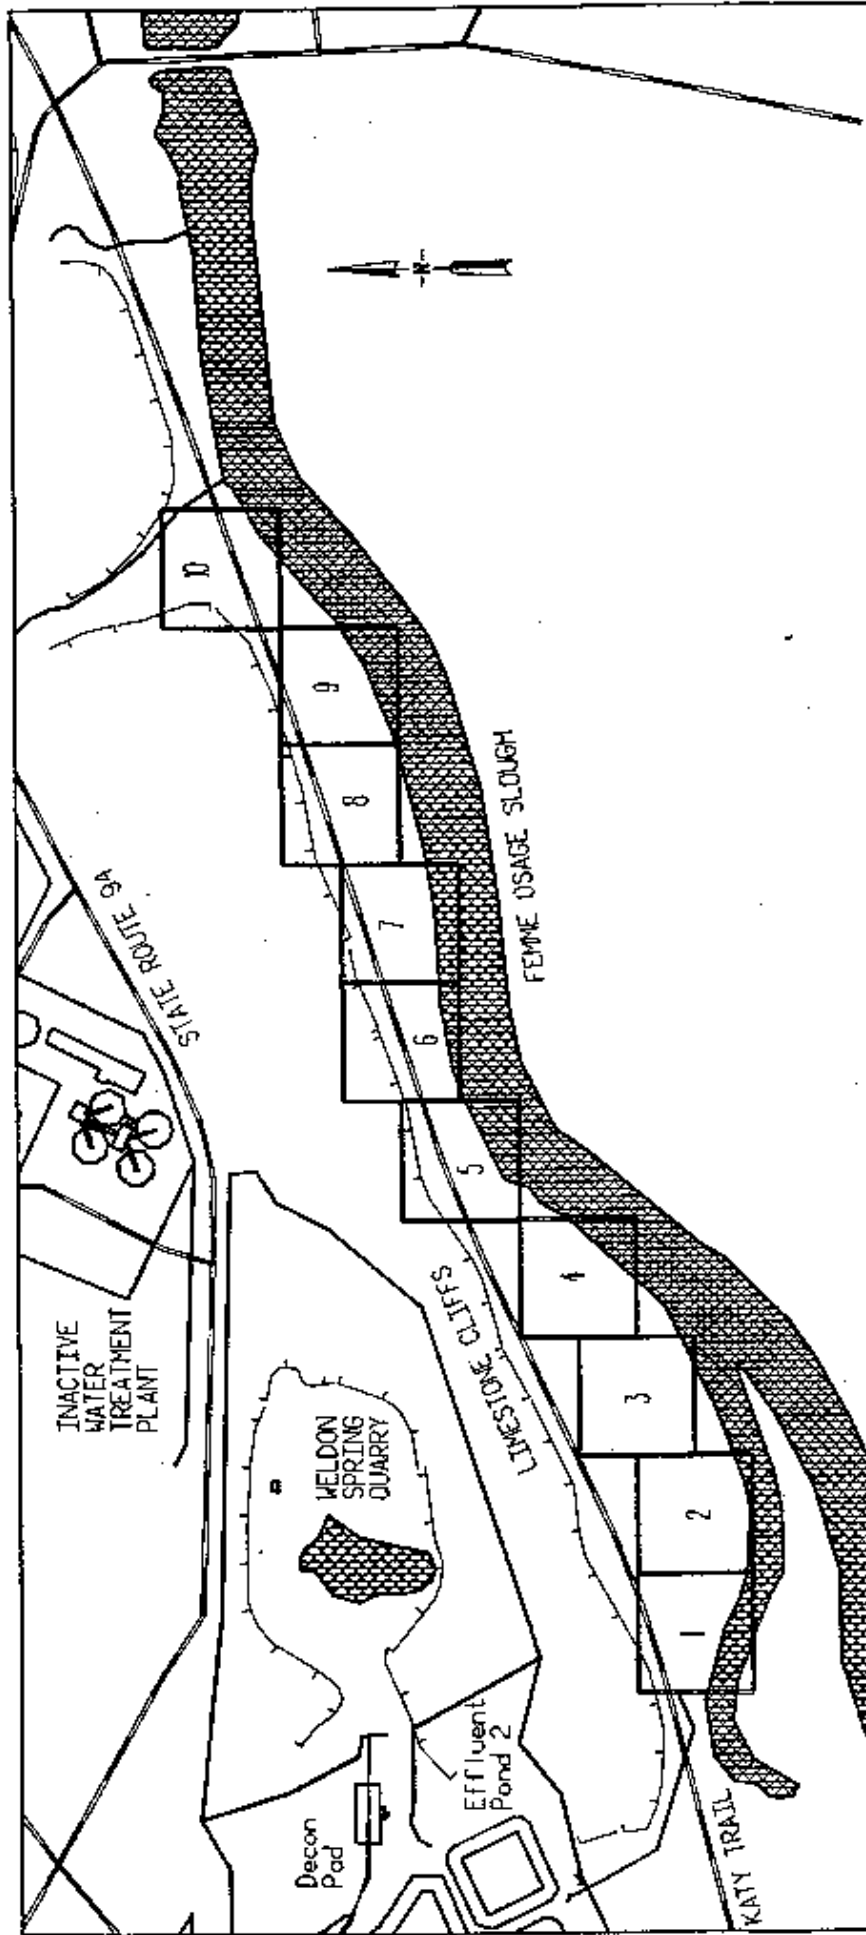 INACTIVE
WATER
TREATMENT
PLANT
STATE ROUTE 94
WELDON
SPRING
QUARRY
LIMESTONE CLIFFS
FEMME OSAGE SLOUGH
Decon
Pad
Effluent
Pond 2
KATY TRAIL
N
1
2
3
4
5
6
7
8
9
10